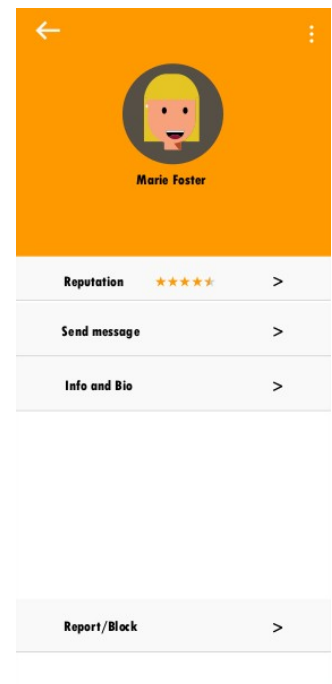 Marie Foster
Reputation >
Send message >
Info and Bio >
Report/Block >